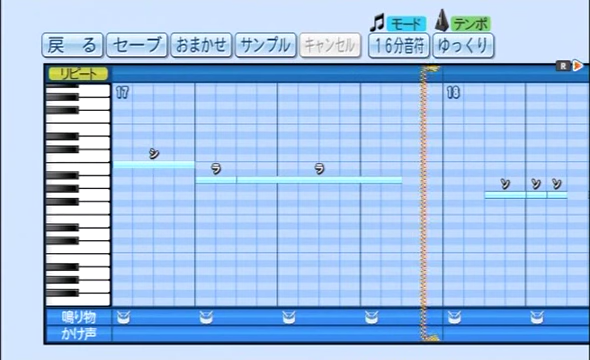 モード テンポ
戻る セーブ おまかせ サンプル キャンセル 16分音符 ゆっくり
リピート R
17 18
シ
ラ ラ
ソ ソ ソ
鳴り物
かけ声